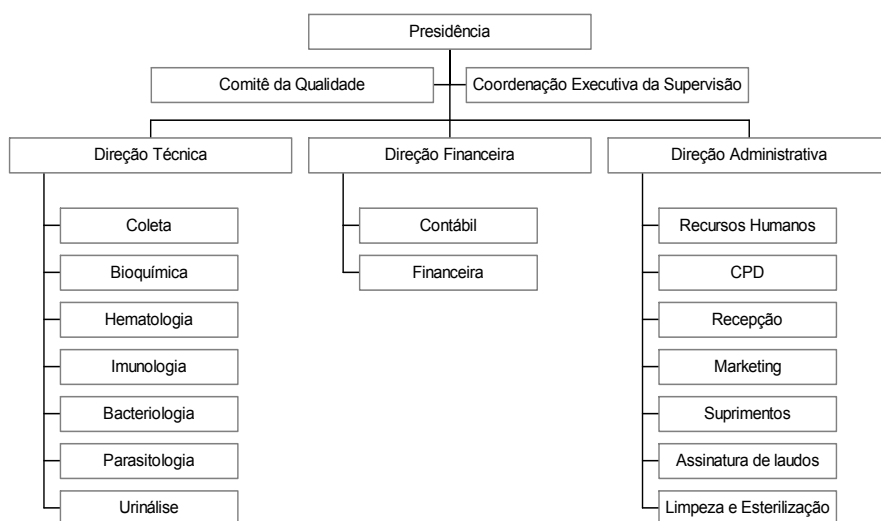 Presidência
Comitê da Qualidade
Coordenação Executiva da Supervisão
Direção Técnica
Direção Financeira
Direção Administrativa
Coleta
Bioquímica
Hematologia
Imunologia
Bacteriologia
Parasitologia
Urinálise
Contábil
Financeira
Recursos Humanos
CPD
Recepção
Marketing
Suprimentos
Assinatura de laudos
Limpeza e Esterilização